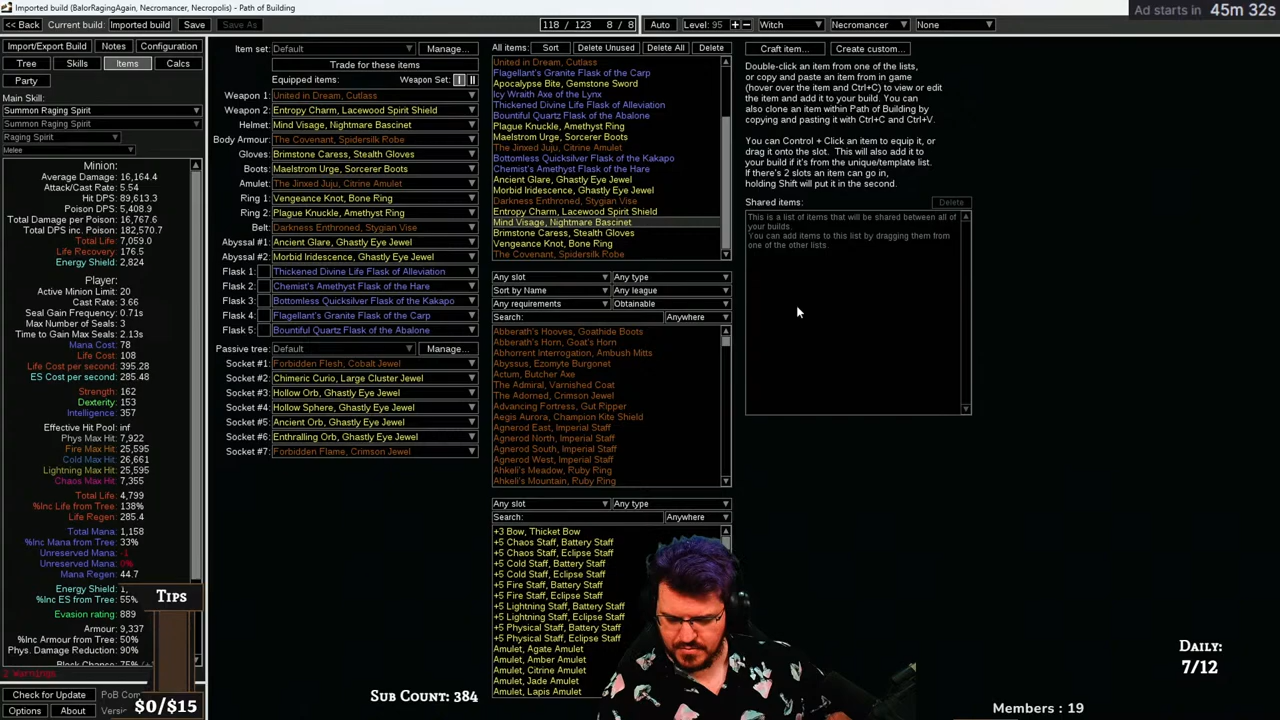 Imported build (BalorRagingAgain, Necromancer, Necropolis) - Path of Building
Ad starts in 45m 32s
<< Back Current build: Imported build Save Save As 118 / 123 8 / 8 Auto Level: 95 + − Witch Necromancer None
Import/Export Build Notes Configuration
Tree Skills Items Calcs
Party
Main Skill:
Summon Raging Spirit
Summon Raging Spirit
Raging Spirit
Melee
Minion:
Average Damage: 16,164.4
Attack/Cast Rate: 5.54
Hit DPS: 89,613.3
Poison DPS: 5,408.9
Total Damage per Poison: 16,767.6
Total DPS inc. Poison: 182,570.7
Total Life: 7,059.0
Life Recovery: 176.5
Energy Shield: 2,824
Player:
Active Minion Limit: 20
Cast Rate: 3.66
Seal Gain Frequency: 0.71s
Max Number of Seals: 3
Time to Gain Max Seals: 2.13s
Mana Cost: 78
Life Cost: 108
Life Cost per second: 395.28
ES Cost per second: 285.48
Strength: 162
Dexterity: 153
Intelligence: 357
Effective Hit Pool: inf
Phys Max Hit: 7,922
Fire Max Hit: 25,595
Cold Max Hit: 26,661
Lightning Max Hit: 25,595
Chaos Max Hit: 7,355
Total Life: 4,799
%Inc Life from Tree: 138%
Life Regen: 285.4
Total Mana: 1,158
%Inc Mana from Tree: 33%
Unreserved Mana: -1
Unreserved Mana: 0%
Mana Regen: 44.7
Energy Shield: 1,
%Inc ES from Tree: 55%
Evasion rating: 889
Armour: 9,337
%Inc Armour from Tree: 50%
Phys. Damage Reduction: 90%
Block Chance: 75%
2 Warnings
Check for Update PoB Com
Options About Versi
Tips
$0/$15
Item set: Default Manage...
Trade for these items
Equipped items: Weapon Set: I II
Weapon 1: United in Dream, Cutlass
Weapon 2: Entropy Charm, Lacewood Spirit Shield
Helmet: Mind Visage, Nightmare Bascinet
Body Armour: The Covenant, Spidersilk Robe
Gloves: Brimstone Caress, Stealth Gloves
Boots: Maelstrom Urge, Sorcerer Boots
Amulet: The Jinxed Juju, Citrine Amulet
Ring 1: Vengeance Knot, Bone Ring
Ring 2: Plague Knuckle, Amethyst Ring
Belt: Darkness Enthroned, Stygian Vise
Abyssal #1: Ancient Glare, Ghastly Eye Jewel
Abyssal #2: Morbid Iridescence, Ghastly Eye Jewel
Flask 1: Thickened Divine Life Flask of Alleviation
Flask 2: Chemist's Amethyst Flask of the Hare
Flask 3: Bottomless Quicksilver Flask of the Kakapo
Flask 4: Flagellant's Granite Flask of the Carp
Flask 5: Bountiful Quartz Flask of the Abalone
Passive tree: Default Manage...
Socket #1: Forbidden Flesh, Cobalt Jewel
Socket #2: Chimeric Curio, Large Cluster Jewel
Socket #3: Hollow Orb, Ghastly Eye Jewel
Socket #4: Hollow Sphere, Ghastly Eye Jewel
Socket #5: Ancient Orb, Ghastly Eye Jewel
Socket #6: Enthralling Orb, Ghastly Eye Jewel
Socket #7: Forbidden Flame, Crimson Jewel
Sub Count: 384
All items: Sort Delete Unused Delete All Delete
United in Dream, Cutlass
Flagellant's Granite Flask of the Carp
Apocalypse Bite, Gemstone Sword
Icy Wraith Axe of the Lynx
Thickened Divine Life Flask of Alleviation
Bountiful Quartz Flask of the Abalone
Plague Knuckle, Amethyst Ring
Maelstrom Urge, Sorcerer Boots
The Jinxed Juju, Citrine Amulet
Bottomless Quicksilver Flask of the Kakapo
Chemist's Amethyst Flask of the Hare
Ancient Glare, Ghastly Eye Jewel
Morbid Iridescence, Ghastly Eye Jewel
Darkness Enthroned, Stygian Vise
Entropy Charm, Lacewood Spirit Shield
Mind Visage, Nightmare Bascinet
Brimstone Caress, Stealth Gloves
Vengeance Knot, Bone Ring
The Covenant, Spidersilk Robe
Any slot Any type
Sort by Name Any league
Any requirements Obtainable
Search: Anywhere
Abberath's Hooves, Goathide Boots
Abberath's Horn, Goat's Horn
Abhorrent Interrogation, Ambush Mitts
Abyssus, Ezomyte Burgonet
Actum, Butcher Axe
The Admiral, Varnished Coat
The Adorned, Crimson Jewel
Advancing Fortress, Gut Ripper
Aegis Aurora, Champion Kite Shield
Agnerod East, Imperial Staff
Agnerod North, Imperial Staff
Agnerod South, Imperial Staff
Agnerod West, Imperial Staff
Ahkeli's Meadow, Ruby Ring
Ahkeli's Mountain, Ruby Ring
Any slot Any type
Search: Anywhere
+3 Bow, Thicket Bow
+5 Chaos Staff, Battery Staff
+5 Chaos Staff, Eclipse Staff
+5 Cold Staff, Battery Staff
+5 Cold Staff, Eclipse Staff
+5 Fire Staff, Battery Staff
+5 Fire Staff, Eclipse Staff
+5 Lightning Staff, Battery Staff
+5 Lightning Staff, Eclipse Staff
+5 Physical Staff, Battery Staff
+5 Physical Staff, Eclipse Staff
Amulet, Agate Amulet
Amulet, Amber Amulet
Amulet, Citrine Amulet
Amulet, Jade Amulet
Amulet, Lapis Amulet
Craft item... Create custom...
Double-click an item from one of the lists,
or copy and paste an item from in game
(hover over the item and Ctrl+C) to view or edit
the item and add it to your build. You can
also clone an item within Path of Building by
copying and pasting it with Ctrl+C and Ctrl+V.
You can Control + Click an item to equip it, or
drag it onto the slot. This will also add it to
your build if it's from the unique/template list.
If there's 2 slots an item can go in,
holding Shift will put it in the second.
Shared items: Delete
This is a list of items that will be shared between all of
your builds.
You can add items to this list by dragging them from
one of the other lists.
Daily:
7/12
Members : 19